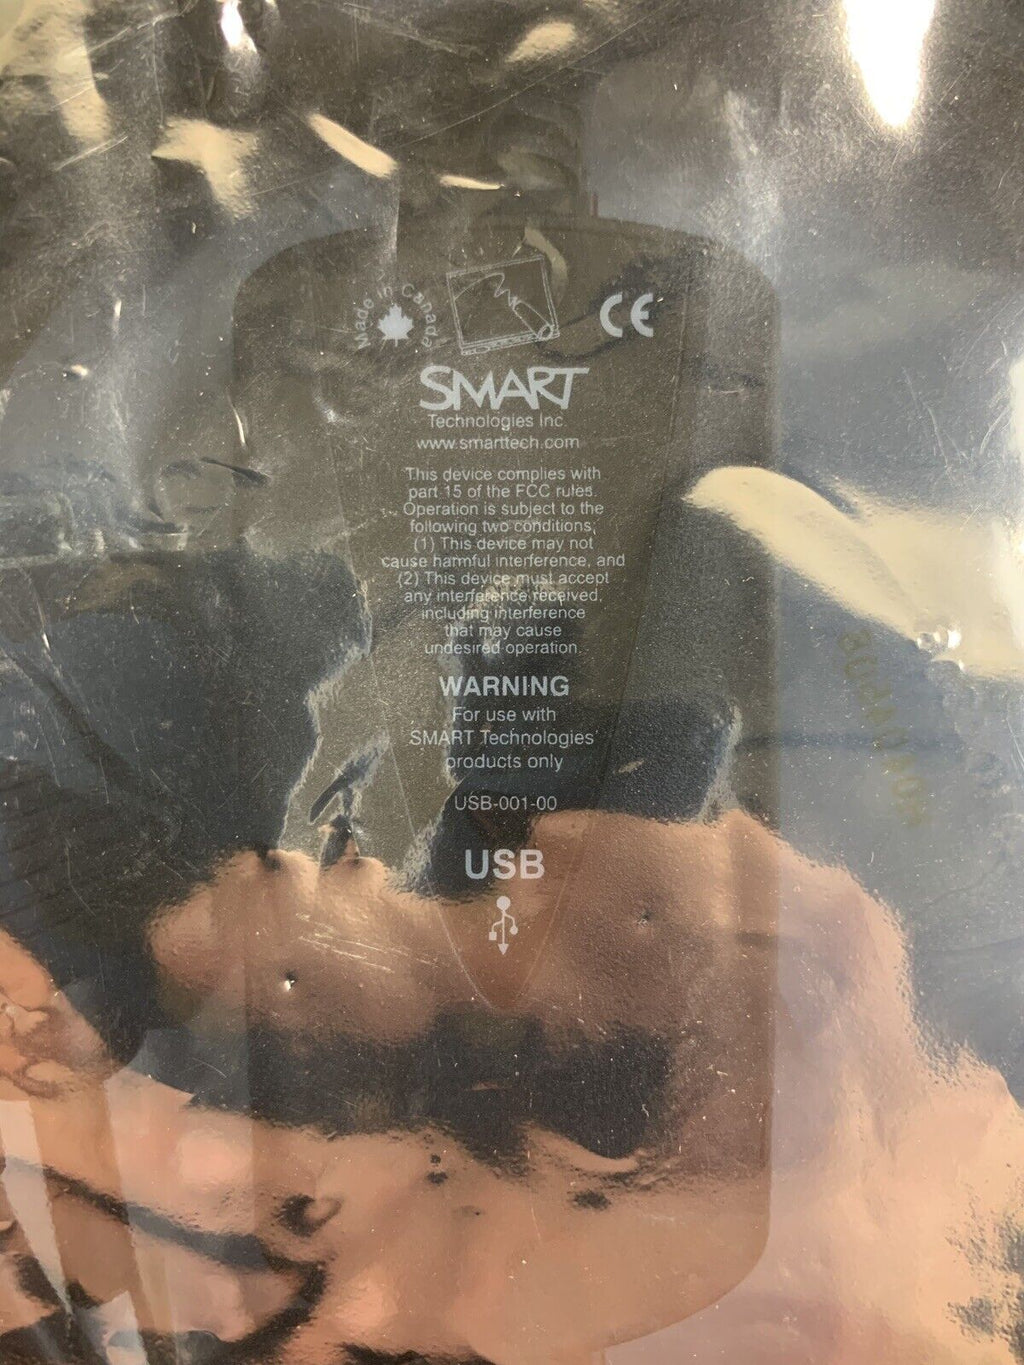 Made in Canada
CE
SMART
Technologies Inc.
www.smarttech.com
This device complies with
part 15 of the FCC rules.
Operation is subject to the
following two conditions;
(1) This device may not
cause harmful interference, and
(2) This device must accept
any interference received,
including interference
that may cause
undesired operation.
WARNING
For use with
SMART Technologies'
products only
USB-001-00
USB